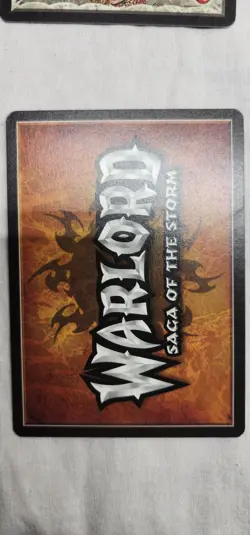 WARLORD
SAGA OF THE STORM